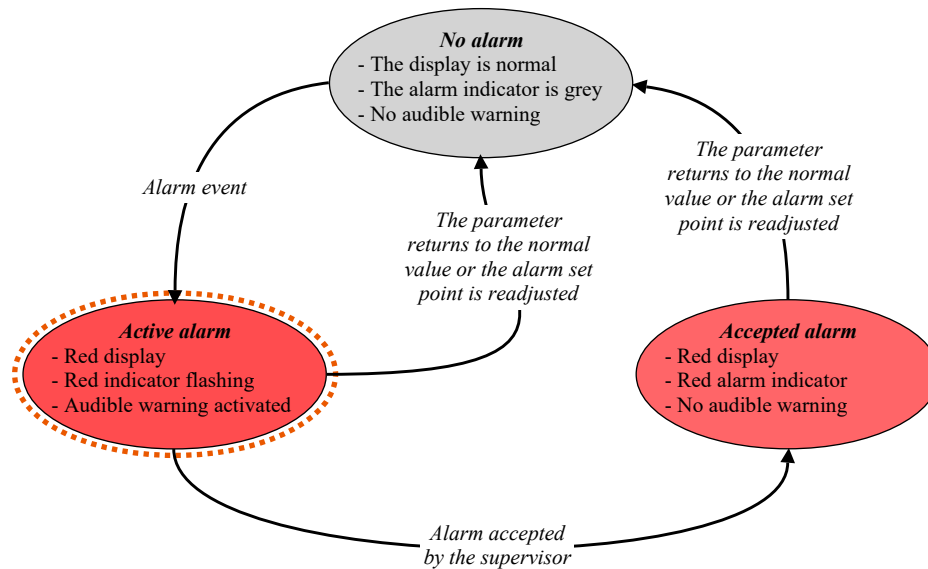 No alarm
- The display is normal
- The alarm indicator is grey
- No audible warning
Alarm event
The parameter
returns to the normal
value or the alarm set
point is readjusted
The parameter
returns to the normal
value or the alarm set
point is readjusted
Active alarm
- Red display
- Red indicator flashing
- Audible warning activated
Accepted alarm
- Red display
- Red alarm indicator
- No audible warning
Alarm accepted
by the supervisor